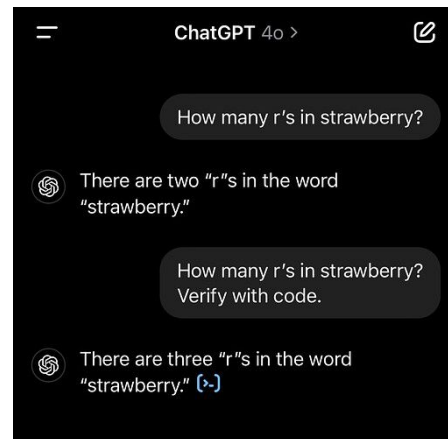 ChatGPT 4o >
How many r's in strawberry?
There are two “r”s in the word
“strawberry.”
How many r's in strawberry?
Verify with code.
There are three “r”s in the word
“strawberry.” [>-]